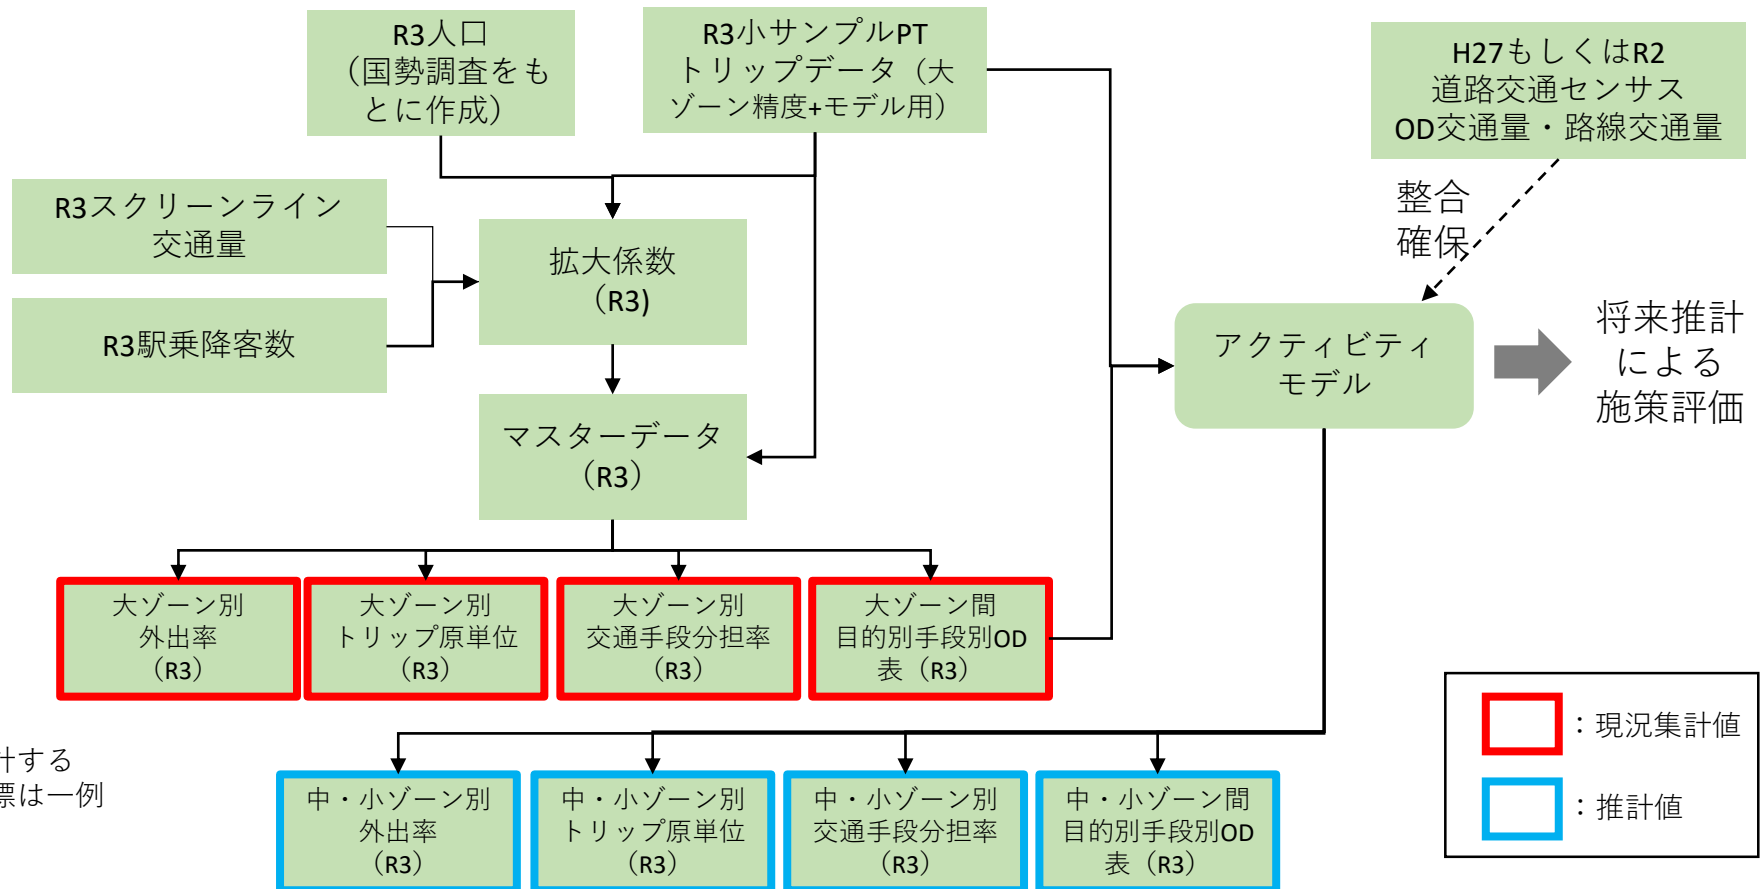 R3人口
（国勢調査をも
とに作成）
R3小サンプルPT
トリップデータ（大
ゾーン精度+モデル用）
H27もしくはR2
道路交通センサス
OD交通量・路線交通量
R3スクリーンライン
交通量
整合
確保
拡大係数
（R3)
R3駅乗降客数
アクティビティ
モデル
将来推計
による
施策評価
マスターデータ
（R3）
大ゾーン別
外出率
（R3）
大ゾーン別
トリップ原単位
（R3）
大ゾーン別
交通手段分担率
（R3）
大ゾーン間
目的別手段別OD
表（R3）
：現況集計値
：推計値
計する
標は一例
中・小ゾーン別
外出率
（R3）
中・小ゾーン別
トリップ原単位
（R3）
中・小ゾーン別
交通手段分担率
（R3）
中・小ゾーン間
目的別手段別OD
表（R3）